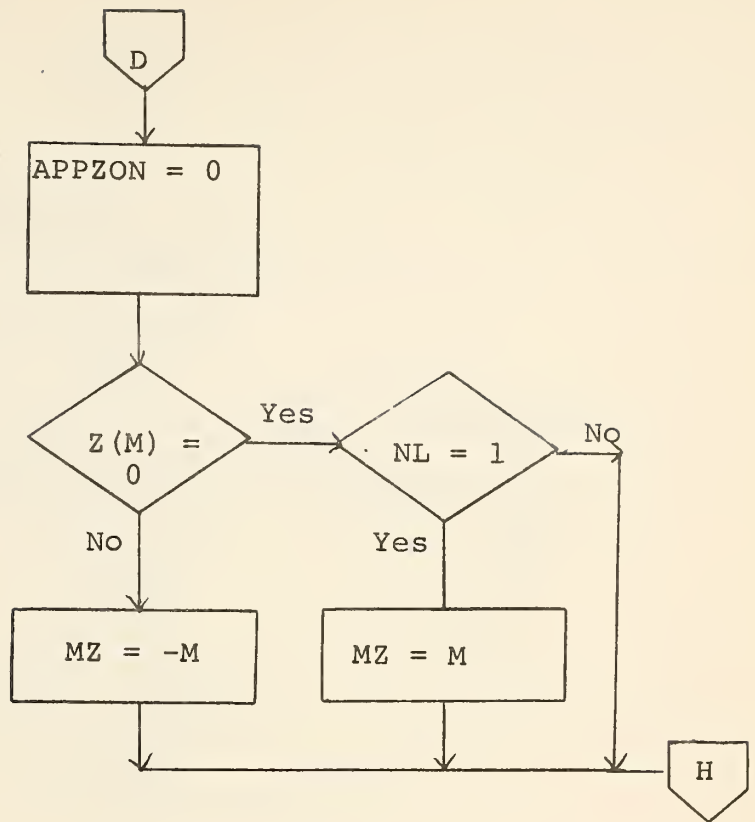 D
APPZON = 0
Z(M) =
0
Yes
NL = 1
No
No
Yes
MZ = -M
MZ = M
H